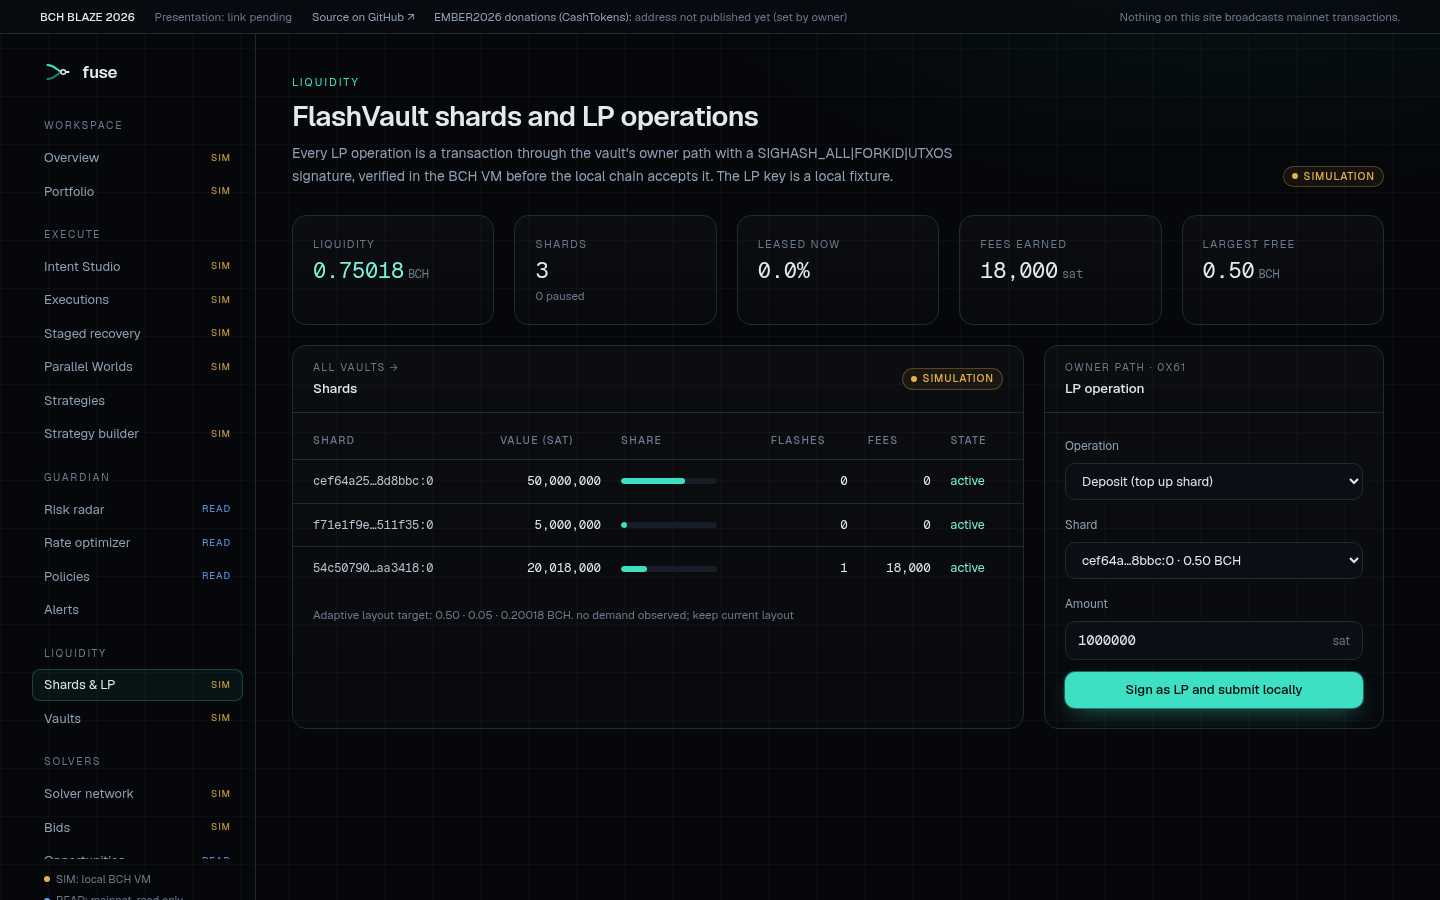 BCH BLAZE 2026 Presentation: link pending Source on GitHub ↗ EMBER2026 donations (CashTokens): address not published yet (set by owner) Nothing on this site broadcasts mainnet transactions.
fuse
WORKSPACE
Overview SIM
Portfolio SIM
EXECUTE
Intent Studio SIM
Executions SIM
Staged recovery SIM
Parallel Worlds SIM
Strategies
Strategy builder SIM
GUARDIAN
Risk radar READ
Rate optimizer READ
Policies READ
Alerts
LIQUIDITY
Shards & LP SIM
Vaults SIM
SOLVERS
Solver network SIM
Bids SIM
Opportunities READ
SIM: local BCH VM
READ: mainnet, read only
LIQUIDITY
FlashVault shards and LP operations
Every LP operation is a transaction through the vault's owner path with a SIGHASH_ALL|FORKID|UTXOS
signature, verified in the BCH VM before the local chain accepts it. The LP key is a local fixture.
SIMULATION
LIQUIDITY
0.75018 BCH
SHARDS
3
0 paused
LEASED NOW
0.0%
FEES EARNED
18,000 sat
LARGEST FREE
0.50 BCH
ALL VAULTS →
Shards
SIMULATION
SHARD VALUE (SAT) SHARE FLASHES FEES STATE
cef64a25…8d8bbc:0 50,000,000 0 0 active
f71e1f9e…511f35:0 5,000,000 0 0 active
54c50790…aa3418:0 20,018,000 1 18,000 active
Adaptive layout target: 0.50 · 0.05 · 0.20018 BCH. no demand observed; keep current layout
OWNER PATH · 0X61
LP operation
Operation
Deposit (top up shard)
Shard
cef64a…8bbc:0 · 0.50 BCH
Amount
1000000 sat
Sign as LP and submit locally